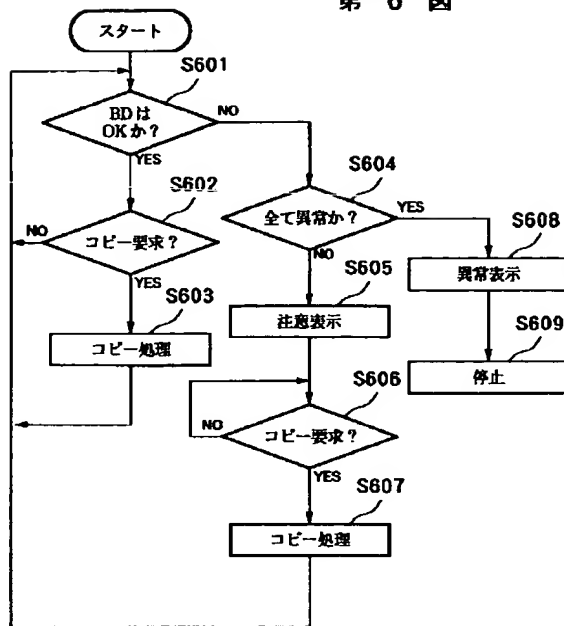 第 6 図
スタート
S601
BDは
OKか?
NO
YES
S602
コピー要求?
NO
YES
S603
コピー処理
S604
全て異常か?
YES
NO
S605
注意表示
S606
コピー要求?
NO
YES
S607
コピー処理
S608
異常表示
S609
停止